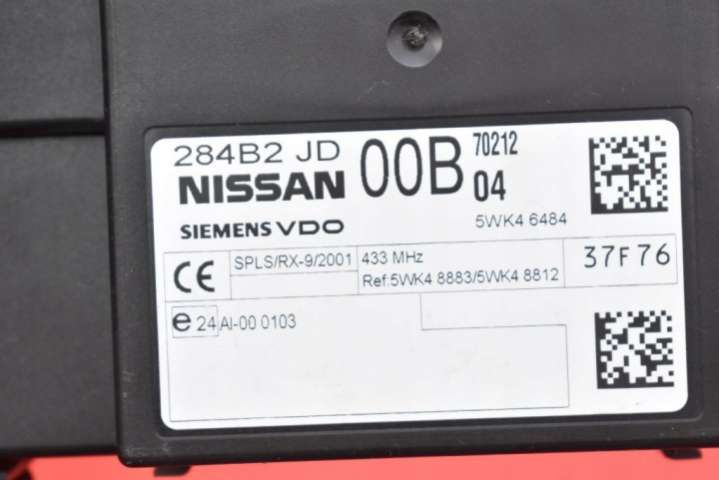 284B2 JD 00B 70212
NISSAN 04
SIEMENS VDO 5WK4 6484
CE SPLS/RX-9/2001 433 MHz 37F76
Ref:5WK4 8883/5WK4 8812
e 24 AI-00 0103